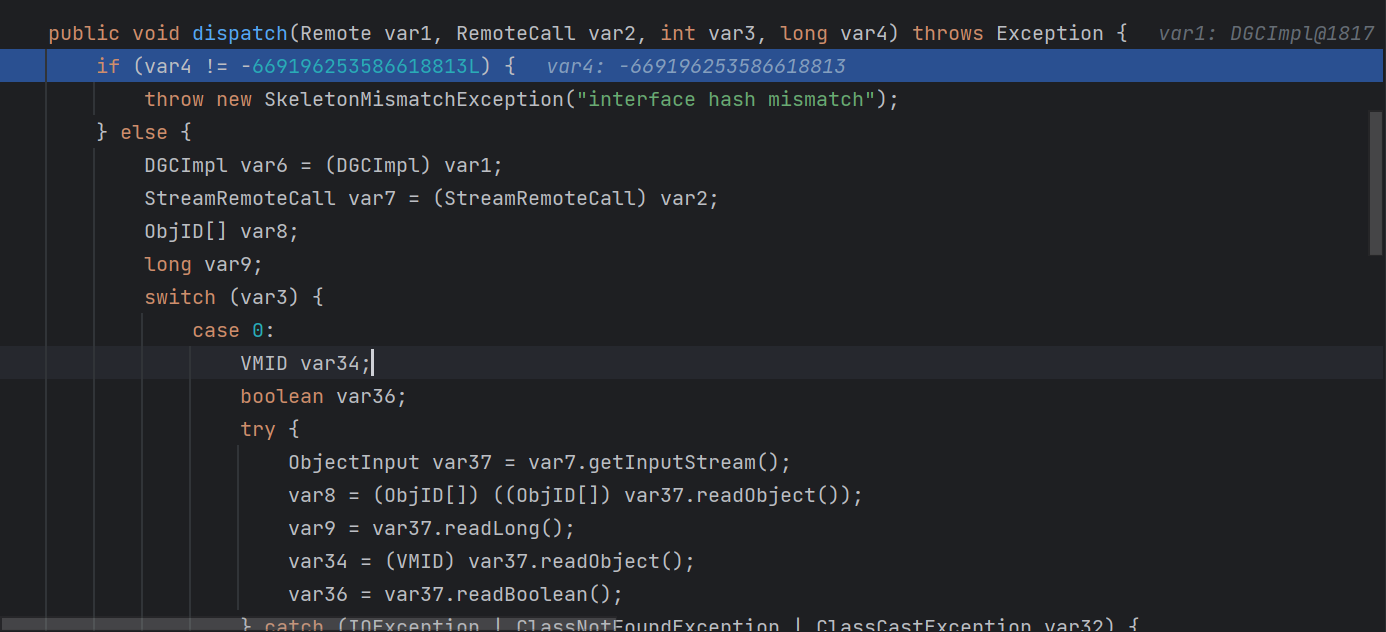 public void dispatch(Remote var1, RemoteCall var2, int var3, long var4) throws Exception {   var1: DGCImpl@1817
if (var4 != -669196253586618813L) {   var4: -669196253586618813
throw new SkeletonMismatchException("interface hash mismatch");
} else {
DGCImpl var6 = (DGCImpl) var1;
StreamRemoteCall var7 = (StreamRemoteCall) var2;
ObjID[] var8;
long var9;
switch (var3) {
case 0:
VMID var34;
boolean var36;
try {
ObjectInput var37 = var7.getInputStream();
var8 = (ObjID[]) ((ObjID[]) var37.readObject());
var9 = var37.readLong();
var34 = (VMID) var37.readObject();
var36 = var37.readBoolean();
} catch (IOException | ClassNotFoundException | ClassCastException var32) {